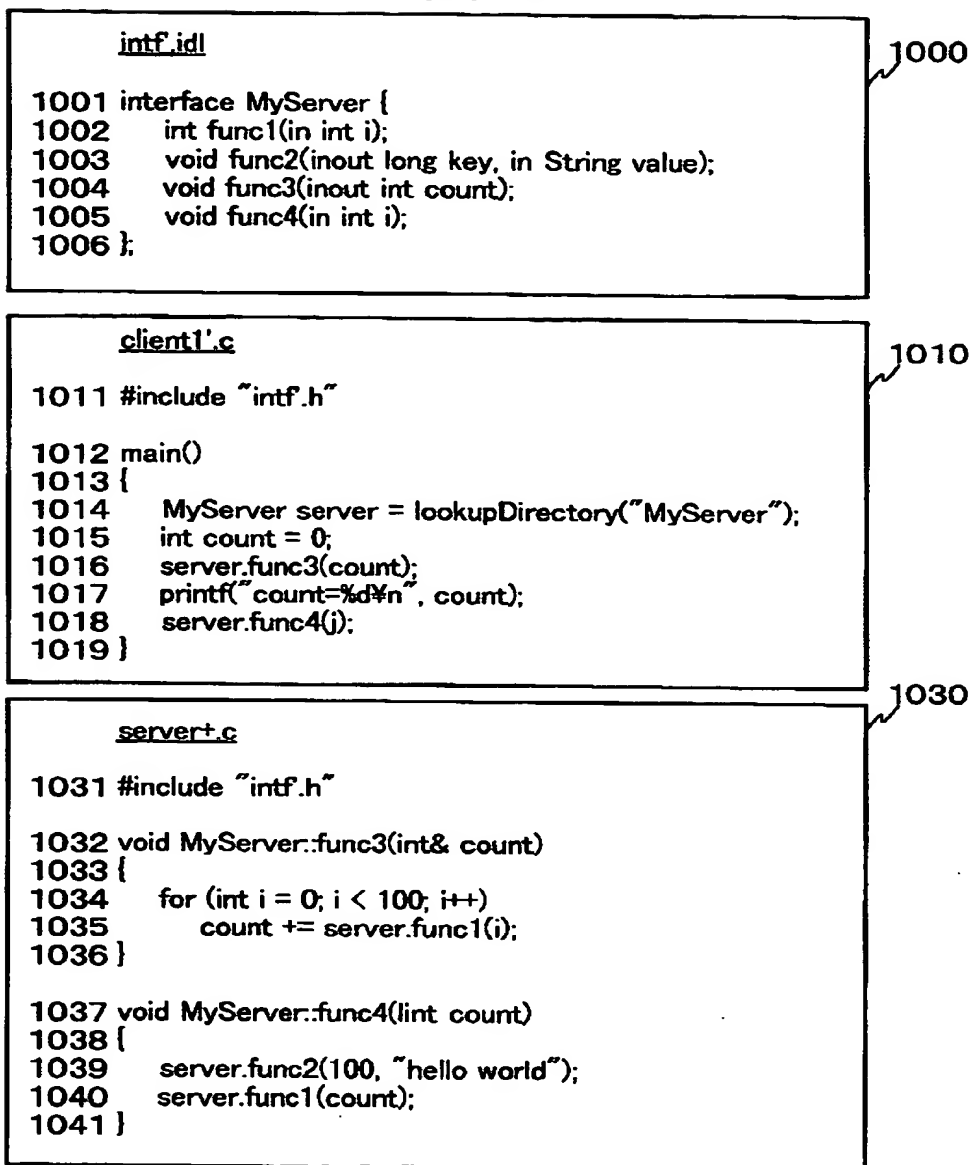 intf'.idl
1000
1001 interface MyServer {
1002 int func1(in int i);
1003 void func2(inout long key, in String value);
1004 void func3(inout int count);
1005 void func4(in int i);
1006 };
client1'.c
1010
1011 #include "intf'.h"
1012 main()
1013 {
1014 MyServer server = lookupDirectory("MyServer");
1015 int count = 0;
1016 server.func3(count);
1017 printf("count=%d¥n", count);
1018 server.func4(j);
1019 }
1030
server+.c
1031 #include "intf'.h"
1032 void MyServer::func3(int& count)
1033 {
1034 for (int i = 0; i < 100; i++)
1035 count += server.func1(i);
1036 }
1037 void MyServer::func4(lint count)
1038 {
1039 server.func2(100, "hello world");
1040 server.func1(count);
1041 }